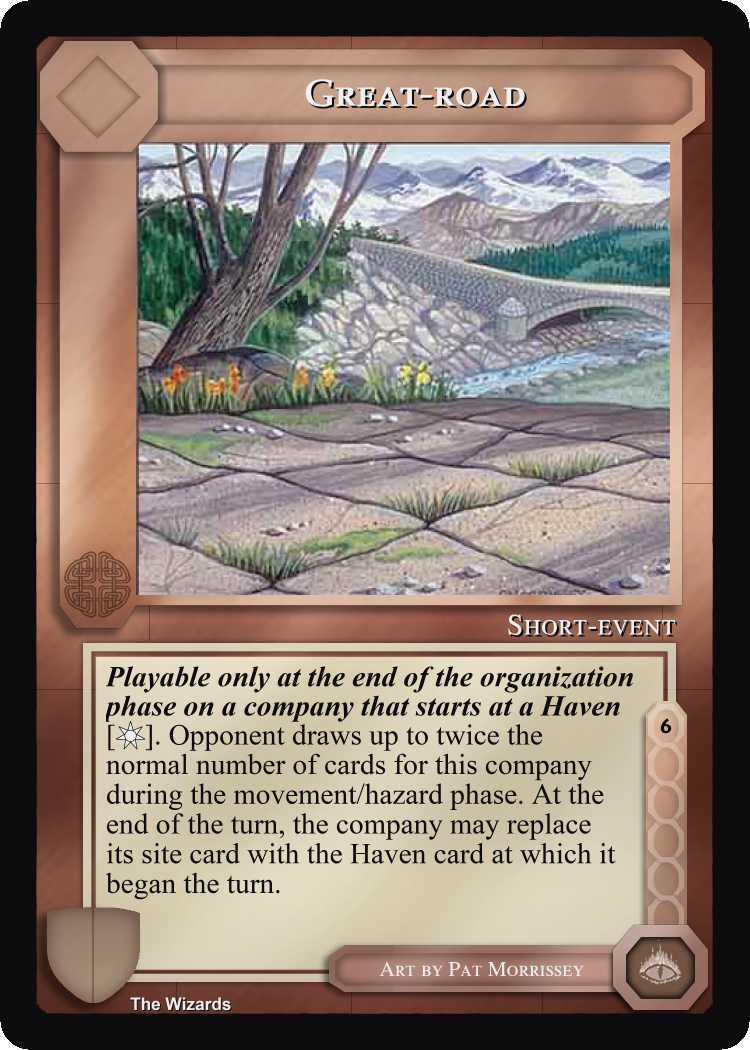 Great-road
Short-event
Playable only at the end of the organization
phase on a company that starts at a Haven
[]. Opponent draws up to twice the
normal number of cards for this company
during the movement/hazard phase. At the
end of the turn, the company may replace
its site card with the Haven card at which it
began the turn.
6
Art by Pat Morrissey
The Wizards